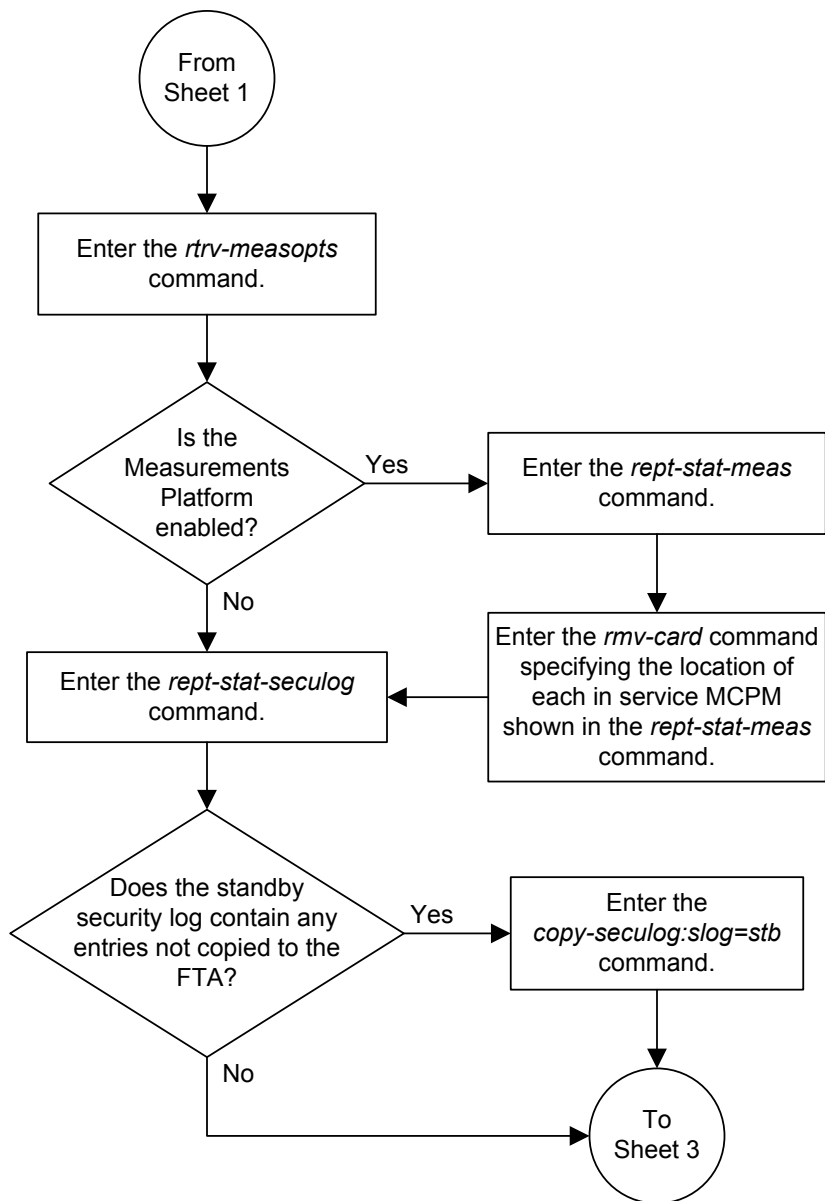 From
Sheet 1
Enter the rtrv-measopts
command.
Is the
Measurements
Platform
enabled?
Yes
Enter the rept-stat-meas
command.
No
Enter the rmv-card command
specifying the location of
each in service MCPM
shown in the rept-stat-meas
command.
Enter the rept-stat-seculog
command.
Does the standby
security log contain any
entries not copied to the
FTA?
Yes
Enter the
copy-seculog:slog=stb
command.
No
To
Sheet 3